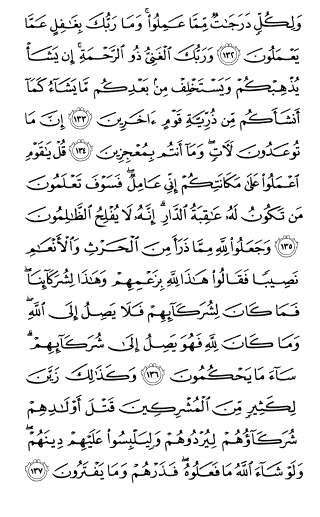 وَلِكُلٍّ دَرَجَٰتٌ مِّمَّا عَمِلُوا۟ ۚ وَمَا رَبُّكَ بِغَٰفِلٍ عَمَّا
يَعْمَلُونَ ﴿١٣٢﴾ وَرَبُّكَ ٱلْغَنِىُّ ذُو ٱلرَّحْمَةِ ۚ إِن يَشَأْ
يُذْهِبْكُمْ وَيَسْتَخْلِفْ مِنۢ بَعْدِكُم مَّا يَشَآءُ كَمَآ
أَنشَأَكُم مِّن ذُرِّيَّةِ قَوْمٍ ءَاخَرِينَ ﴿١٣٣﴾ إِنَّ مَا
تُوعَدُونَ لَءَاتٍ ۖ وَمَآ أَنتُم بِمُعْجِزِينَ ﴿١٣٤﴾ قُلْ يَٰقَوْمِ
ٱعْمَلُوا۟ عَلَىٰ مَكَانَتِكُمْ إِنِّى عَامِلٌ ۖ فَسَوْفَ تَعْلَمُونَ
مَن تَكُونُ لَهُۥ عَٰقِبَةُ ٱلدَّارِ ۗ إِنَّهُۥ لَا يُفْلِحُ ٱلظَّٰلِمُونَ
﴿١٣٥﴾ وَجَعَلُوا۟ لِلَّهِ مِمَّا ذَرَأَ مِنَ ٱلْحَرْثِ وَٱلْأَنْعَٰمِ
نَصِيبًا فَقَالُوا۟ هَٰذَا لِلَّهِ بِزَعْمِهِمْ وَهَٰذَا لِشُرَكَآئِنَا ۖ
فَمَا كَانَ لِشُرَكَآئِهِمْ فَلَا يَصِلُ إِلَى ٱللَّهِ ۖ
وَمَا كَانَ لِلَّهِ فَهُوَ يَصِلُ إِلَىٰ شُرَكَآئِهِمْ ۗ
سَآءَ مَا يَحْكُمُونَ ﴿١٣٦﴾ وَكَذَٰلِكَ زَيَّنَ
لِكَثِيرٍ مِّنَ ٱلْمُشْرِكِينَ قَتْلَ أَوْلَٰدِهِمْ
شُرَكَآؤُهُمْ لِيُرْدُوهُمْ وَلِيَلْبِسُوا۟ عَلَيْهِمْ دِينَهُمْ ۖ
وَلَوْ شَآءَ ٱللَّهُ مَا فَعَلُوهُ ۖ فَذَرْهُمْ وَمَا يَفْتَرُونَ ﴿١٣٧﴾